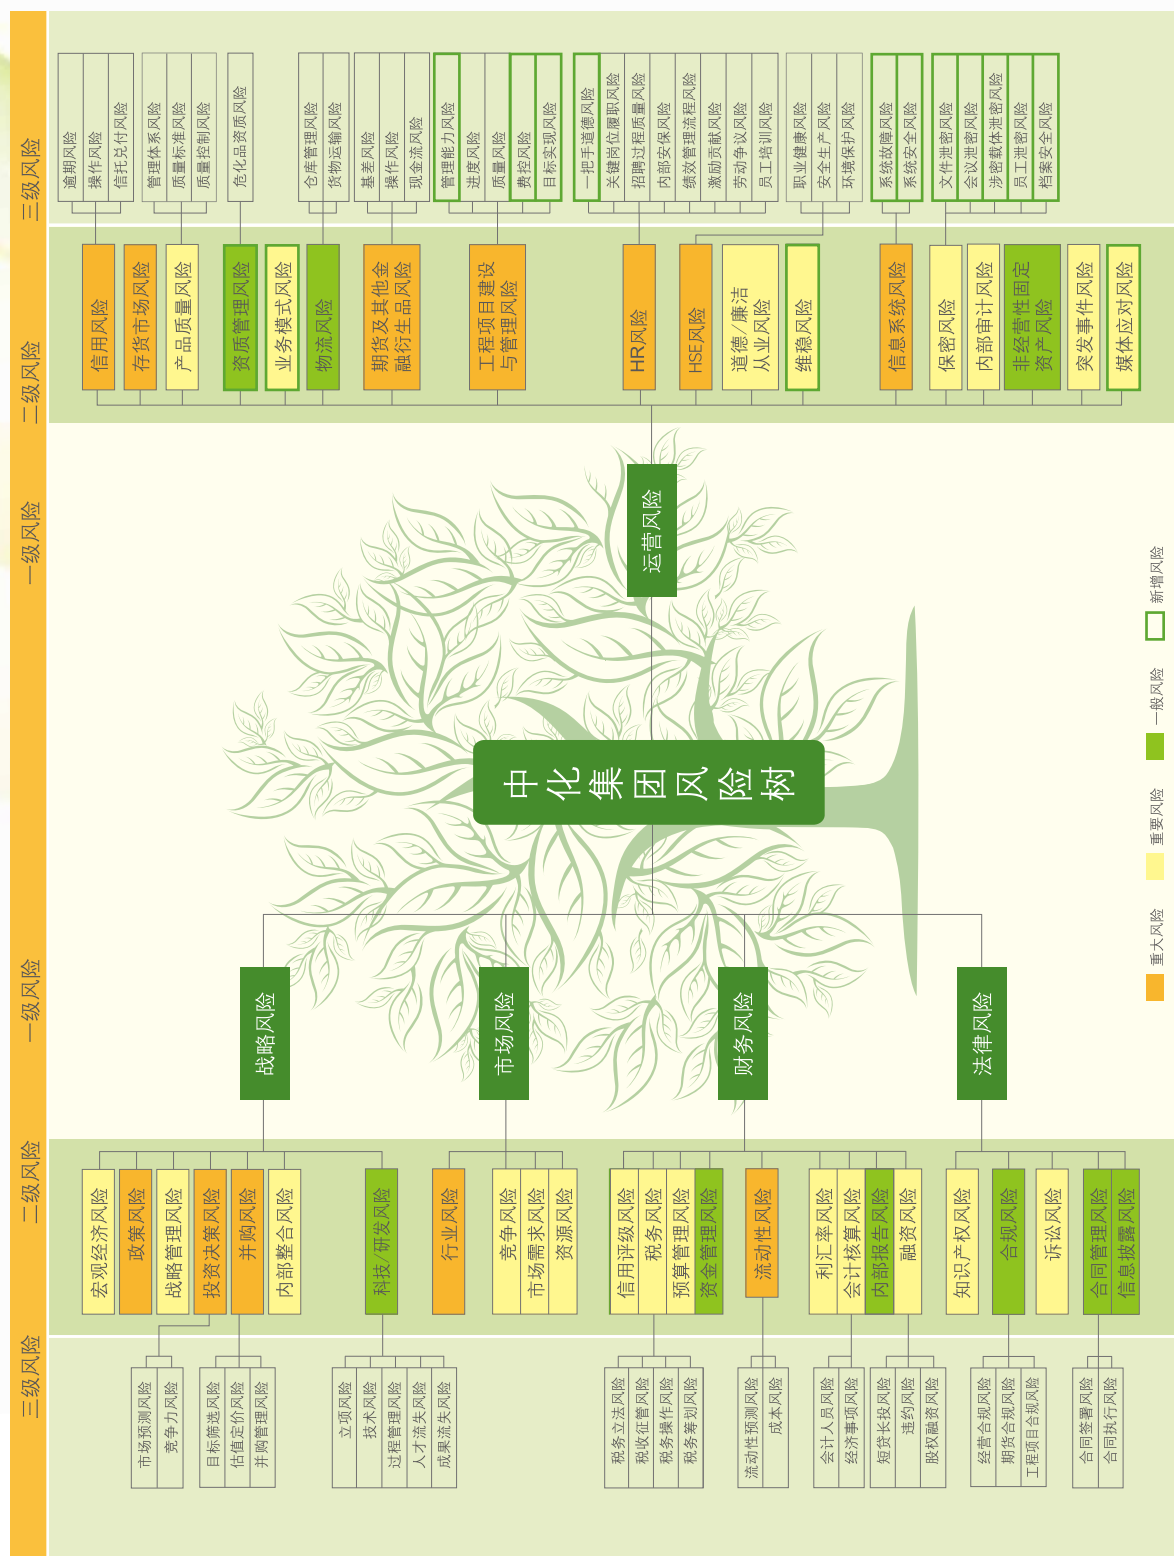 三级风险
二级风险
一级风险
一级风险
二级风险
三级风险
中化集团风险树
战略风险
市场风险
财务风险
法律风险
运营风险
宏观经济风险
政策风险
战略管理风险
投资决策风险
并购风险
内部整合风险
科技/研发风险
行业风险
竞争风险
市场需求风险
资源风险
信用评级风险
税务风险
预算管理风险
资金管理风险
流动性风险
利汇率风险
会计核算风险
内部报告风险
融资风险
知识产权风险
合规风险
诉讼风险
合同管理风险
信息披露风险
市场预测风险
竞争力风险
目标筛选风险
估值定价风险
并购管理风险
立项风险
技术风险
过程管理风险
人才流失风险
成果流失风险
税务立法风险
税收征管风险
税务操作风险
税务筹划风险
流动性预测风险
成本风险
会计人员风险
经济事项风险
短贷长投风险
违约风险
股权融资风险
经营合规风险
期货合规风险
工程项目合规风险
合同签署风险
合同执行风险
信用风险
存货市场风险
产品质量风险
资质管理风险
业务模式风险
物流风险
期货及其他金
融衍生品风险
工程项目建设
与管理风险
HR风险
HSE风险
道德/廉洁
从业风险
维稳风险
信息系统风险
保密风险
内部审计风险
非经营性固定
资产风险
突发事件风险
媒体应对风险
逾期风险
操作风险
信托兑付风险
管理体系风险
质量标准风险
质量控制风险
危化品资质风险
仓库管理风险
货物运输风险
基差风险
操作风险
现金流风险
管理能力风险
进度风险
质量风险
费控风险
目标实现风险
一把手道德风险
关键岗位履职风险
招聘过程质量风险
内部安保风险
绩效管理流程风险
激励贡献风险
劳动争议风险
员工培训风险
职业健康风险
安全生产风险
环境保护风险
系统故障风险
系统安全风险
文件泄密风险
会议泄密风险
涉密载体泄密风险
员工泄密风险
档案安全风险
重大风险
重要风险
一般风险
新增风险